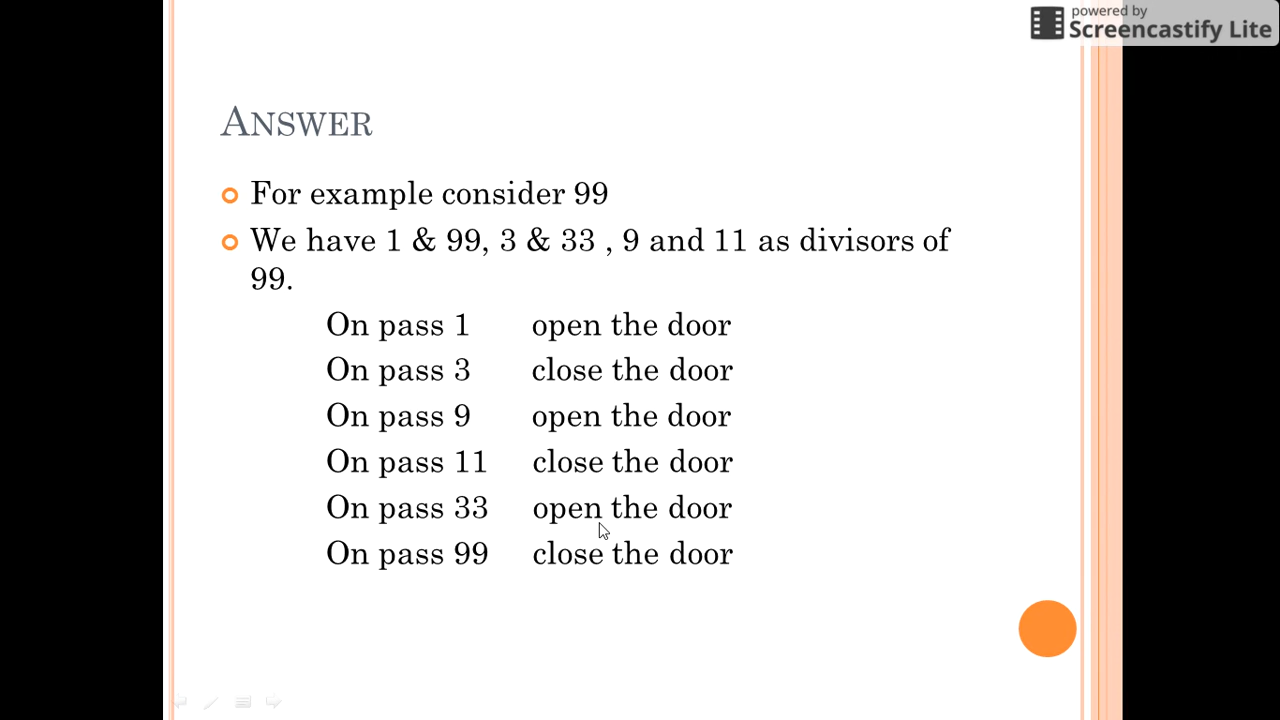 powered by
Screencastify Lite
ANSWER
For example consider 99
We have 1 & 99, 3 & 33 , 9 and 11 as divisors of
99.
On pass 1 open the door
On pass 3 close the door
On pass 9 open the door
On pass 11 close the door
On pass 33 open the door
On pass 99 close the door